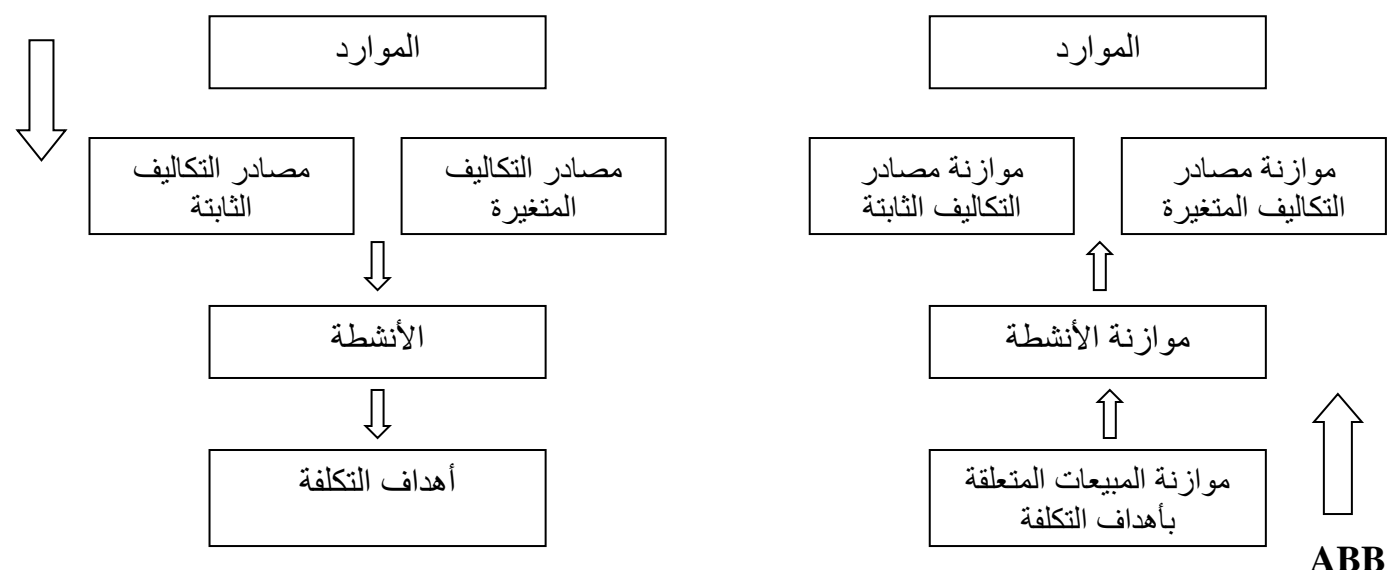 الموارد
الموارد
موازنة مصادر
التكاليف المتغيرة
موازنة مصادر
التكاليف الثابتة
مصادر التكاليف
المتغيرة
مصادر التكاليف
الثابتة
موازنة الأنشطة
الأنشطة
موازنة المبيعات المتعلقة
بأهداف التكلفة
أهداف التكلفة
ABB